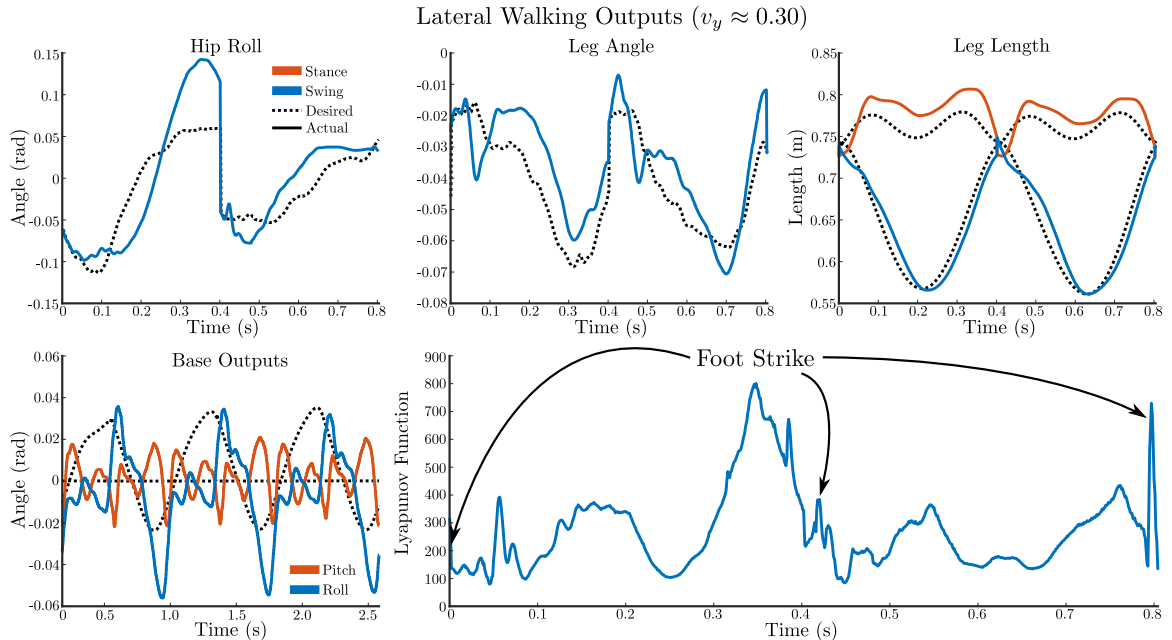 Lateral Walking Outputs (v_y ≈ 0.30)
Hip Roll
Angle (rad)
0.15
0.1
0.05
0
-0.05
-0.1
-0.15
Stance
Swing
Desired
Actual
0 0.1 0.2 0.3 0.4 0.5 0.6 0.7 0.8
Time (s)
Leg Angle
0
-0.01
-0.02
-0.03
-0.04
-0.05
-0.06
-0.07
-0.08
0 0.1 0.2 0.3 0.4 0.5 0.6 0.7 0.8
Time (s)
Leg Length
Length (m)
0.85
0.8
0.75
0.65
0.6
0.55
0 0.1 0.2 0.3 0.4 0.5 0.6 0.7 0.8
Time (s)
Base Outputs
Angle (rad)
0.06
0.04
0.02
0
-0.02
-0.04
-0.06
Pitch
Roll
0 0.5 1.0 1.5 2.0 2.5
Time (s)
Foot Strike
Lyapunov Function
900
800
700
600
500
400
300
200
100
0
0 0.1 0.2 0.3 0.4 0.5 0.6 0.7 0.8
Time (s)